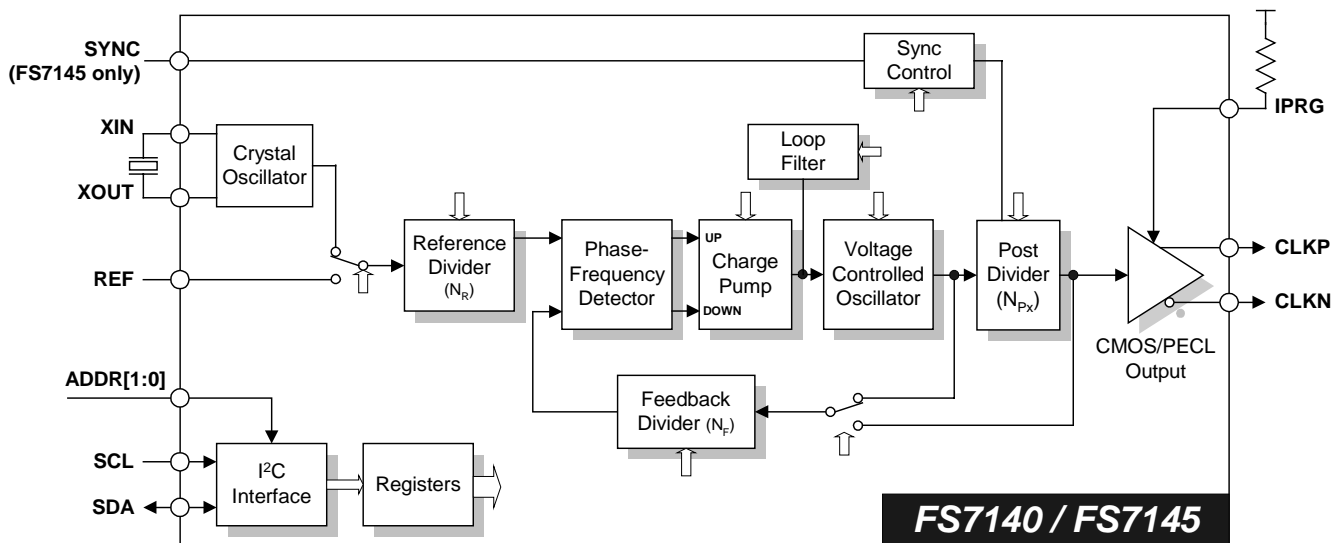 SYNC
(FS7145 only)
XIN
XOUT
REF
ADDR[1:0]
SCL
SDA
Crystal
Oscillator
Reference
Divider
(NR)
Phase-
Frequency
Detector
UP
Charge
Pump
DOWN
Loop
Filter
Voltage
Controlled
Oscillator
Sync
Control
Post
Divider
(NPx)
Feedback
Divider (NF)
I²C
Interface
Registers
IPRG
CLKP
CLKN
CMOS/PECL
Output
FS7140 / FS7145